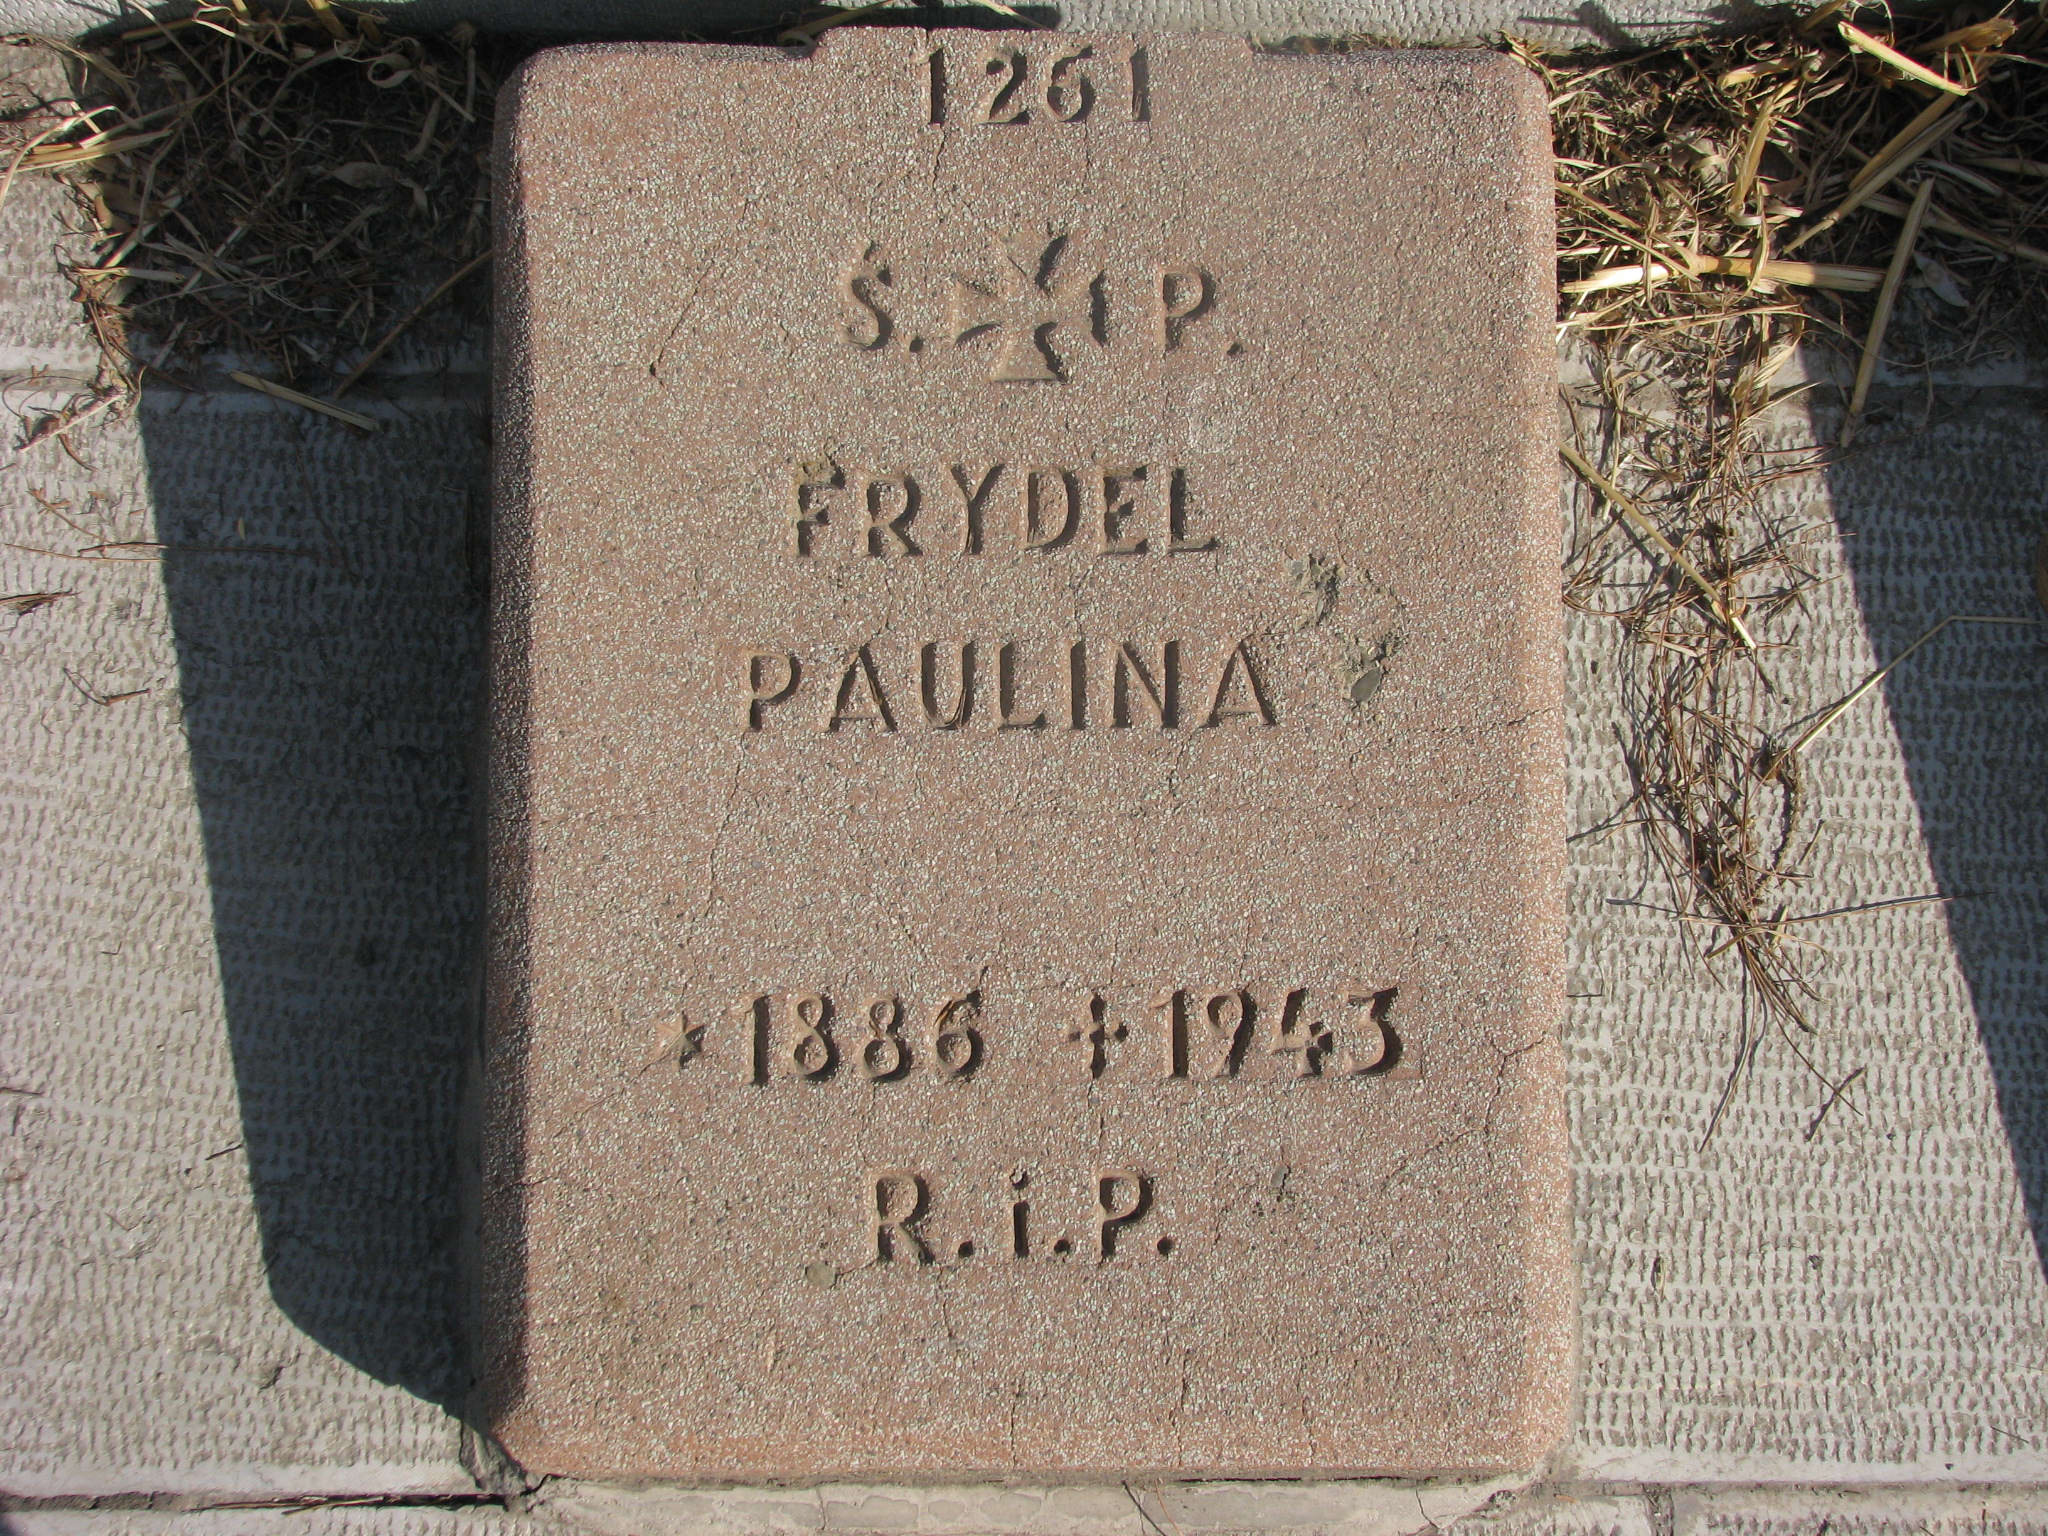 1261
Ś. P.
FRYDEL
PAULINA
* 1886 + 1943
R.i.P.